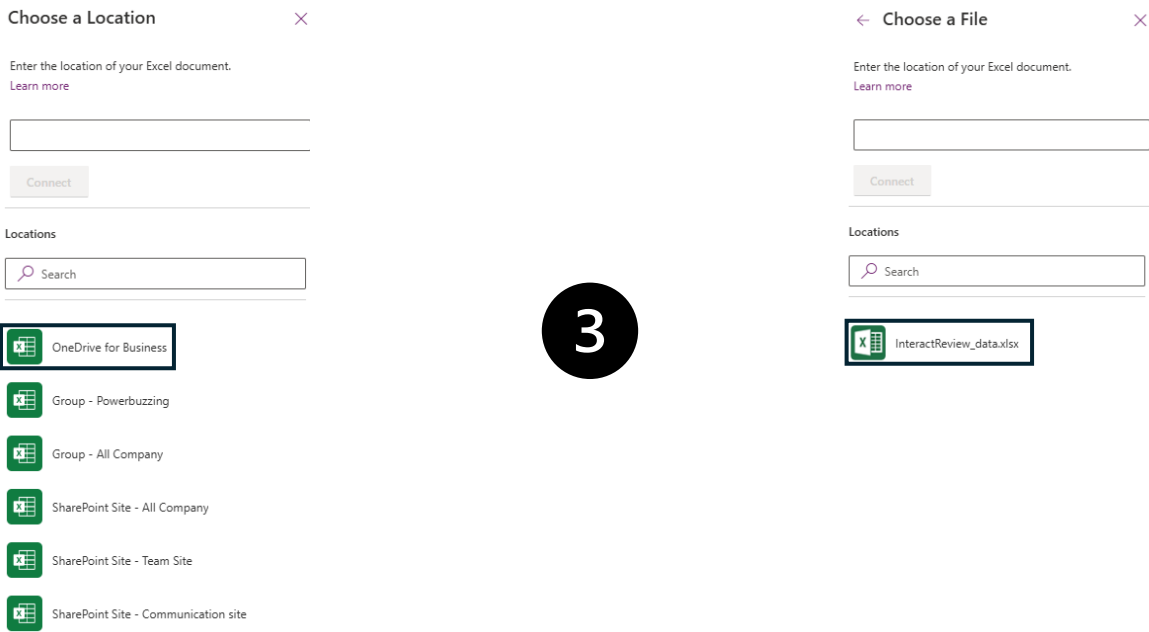 Choose a Location
Enter the location of your Excel document.
Learn more
Connect
Locations
Search
OneDrive for Business
Group - Powerbuzzing
Group - All Company
SharePoint Site - All Company
SharePoint Site - Team Site
SharePoint Site - Communication site
3
Choose a File
Enter the location of your Excel document.
Learn more
Connect
Locations
Search
InteractReview_data.xlsx